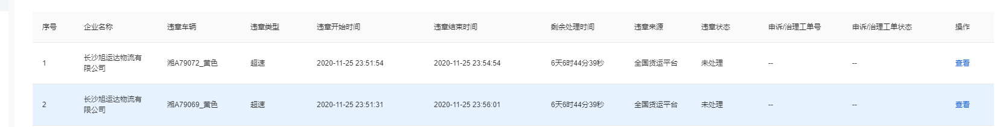 序号 企业名称 违章车辆 违章类型 违章开始时间 违章结束时间 剩余处理时间 违章来源 违章状态 申诉/治理工单号 申诉/治理工单状态 操作
1 长沙旭运达物流有 湘A79072_黄色 超速 2020-11-25 23:51:54 2020-11-25 23:54:54 6天6时44分39秒 全国货运平台 未处理 -- -- 查看
限公司
2 长沙旭运达物流有 湘A79069_黄色 超速 2020-11-25 23:51:31 2020-11-25 23:56:01 6天6时44分39秒 全国货运平台 未处理 -- -- 查看
限公司